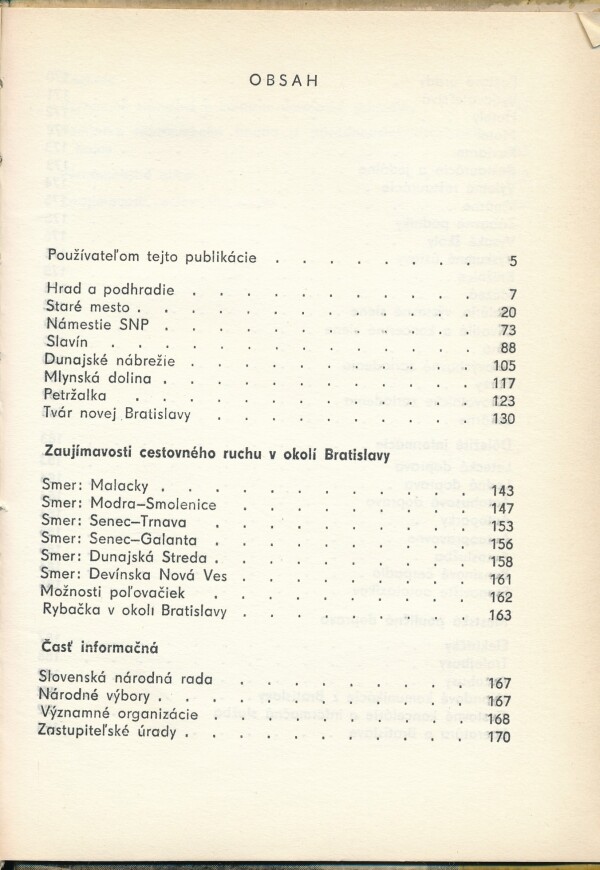 OBSAH
Používateľom tejto publikácie . . . . . . . . 5
Hrad a podhradie . . . . . . . . . . . 7
Staré mesto . . . . . . . . . . . . . 20
Námestie SNP . . . . . . . . . . . . 73
Slavín . . . . . . . . . . . . . . 88
Dunajské nábrežie . . . . . . . . . . . 105
Mlynská dolina . . . . . . . . . . . . 117
Petržalka . . . . . . . . . . . . . 123
Tvár novej Bratislavy . . . . . . . . . . 130
Zaujímavosti cestovného ruchu v okolí Bratislavy
Smer: Malacky . . . . . . . . . . . . 143
Smer: Modra—Smolenice . . . . . . . . . 147
Smer: Senec—Trnava . . . . . . . . . . 153
Smer: Senec—Galanta . . . . . . . . . . 156
Smer: Dunajská Streda . . . . . . . . . . 158
Smer: Devínska Nová Ves . . . . . . . . . 161
Možnosti poľovačiek . . . . . . . . . . 162
Rybačka v okolí Bratislavy . . . . . . . . . 163
Časť informačná
Slovenská národná rada . . . . . . . . . 167
Národné výbory . . . . . . . . . . . . 167
Významné organizácie . . . . . . . . . . 168
Zastupiteľské úrady . . . . . . . . . . . 170